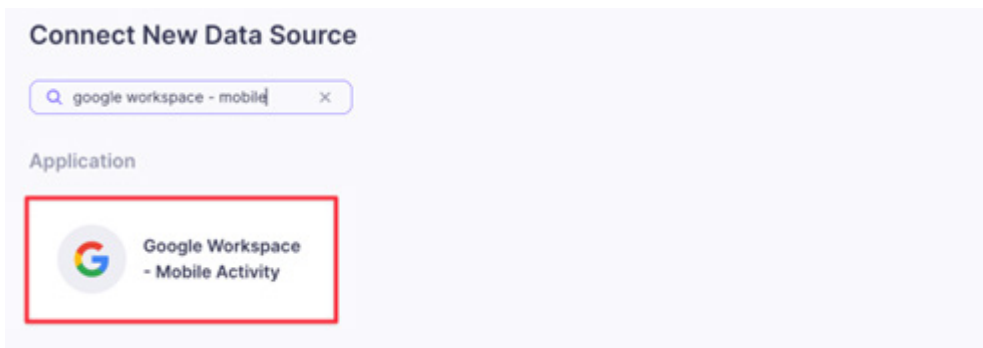 Connect New Data Source
google workspace - mobile
Application
Google Workspace
- Mobile Activity